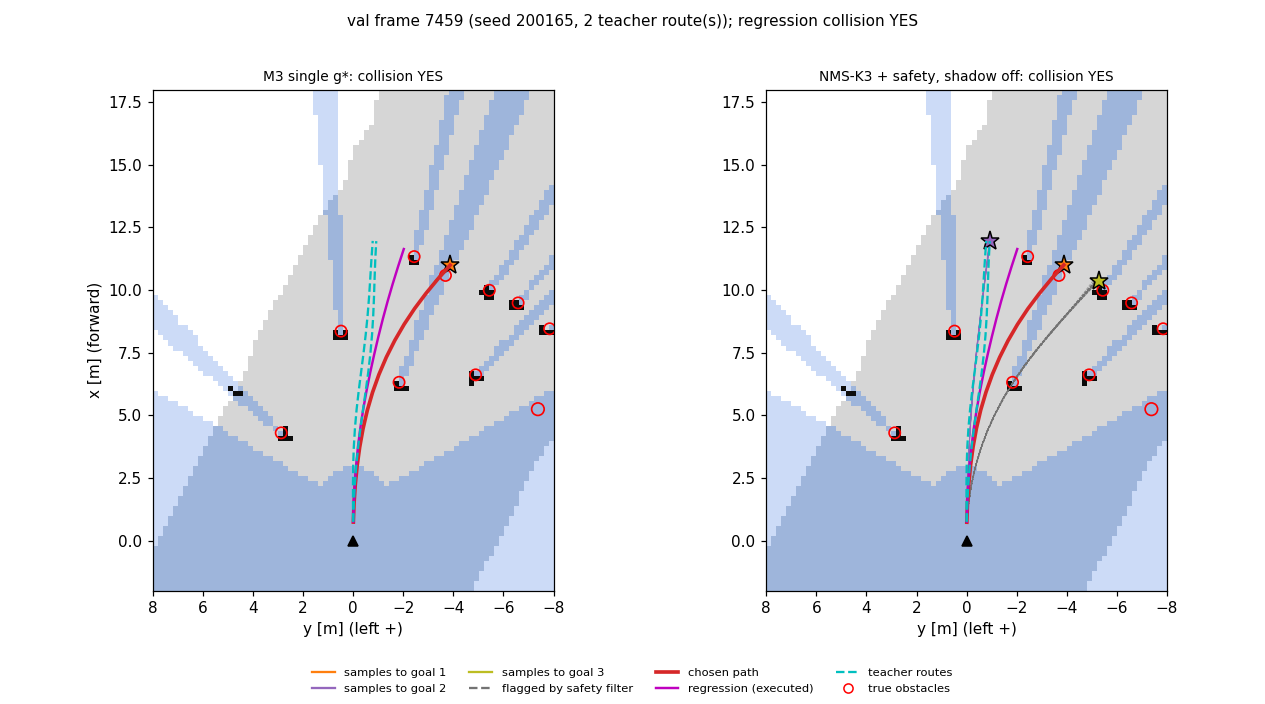 val frame 7459 (seed 200165, 2 teacher route(s)); regression collision YES
M3 single g*: collision YES
NMS-K3 + safety, shadow off: collision YES
17.5
15.0
12.5
10.0
7.5
5.0
2.5
0.0
x [m] (forward)
8 6 4 2 0 −2 −4 −6 −8
y [m] (left +)
17.5
15.0
12.5
10.0
7.5
5.0
2.5
0.0
8 6 4 2 0 −2 −4 −6 −8
y [m] (left +)
samples to goal 1
samples to goal 2
samples to goal 3
flagged by safety filter
chosen path
regression (executed)
teacher routes
true obstacles